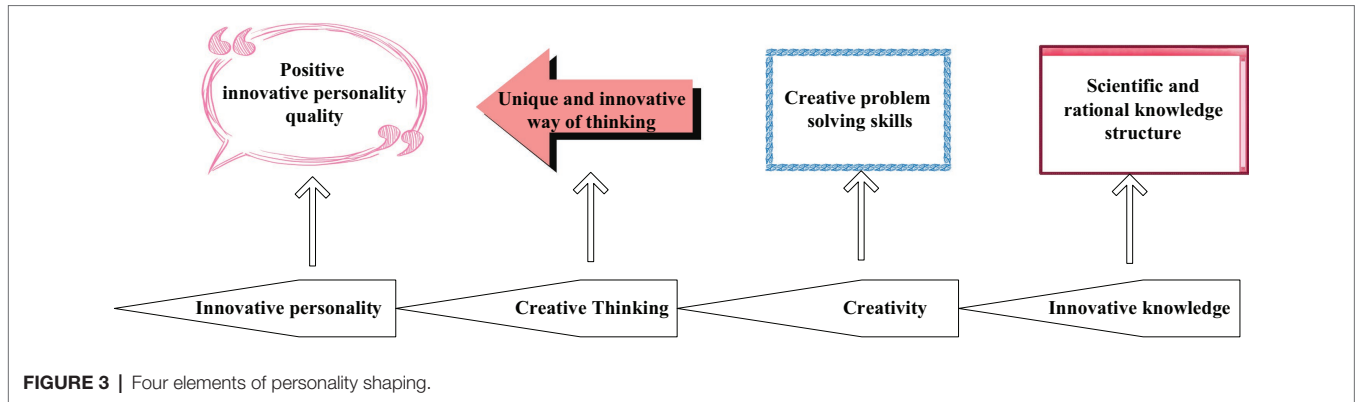 Positive
innovative personality
quality
Unique and innovative
way of thinking
Creative problem
solving skills
Scientific and
rational knowledge
structure
Innovative personality
Creative Thinking
Creativity
Innovative knowledge
FIGURE 3 | Four elements of personality shaping.